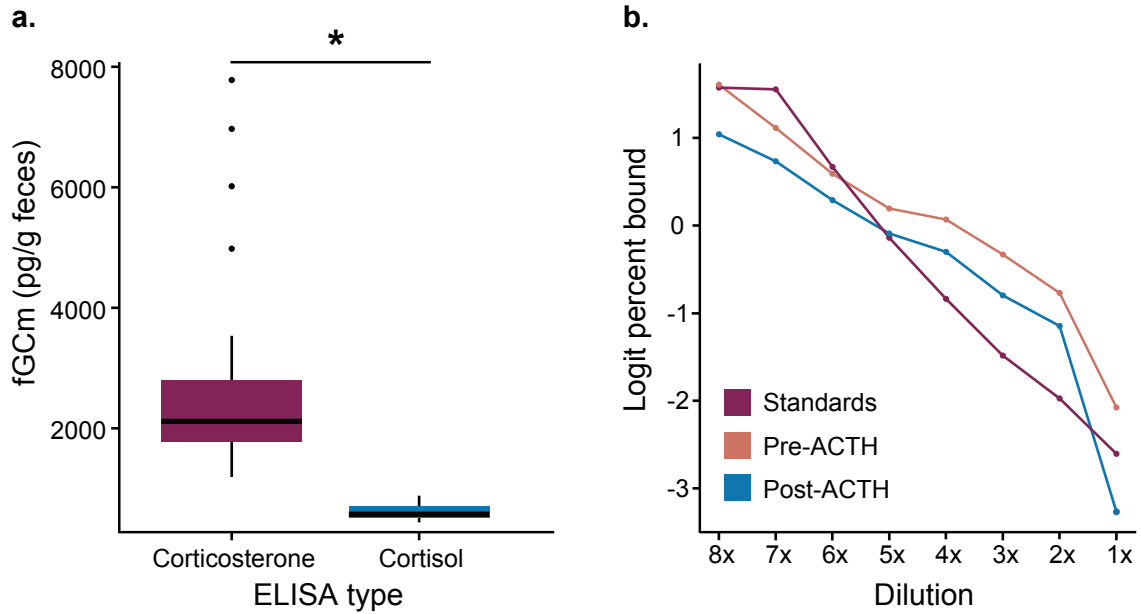 a.
*
8000
6000
4000
2000
fGCm (pg/g feces)
Corticosterone Cortisol
ELISA type
b.
1
0
-1
-2
-3
Logit percent bound
Standards
Pre-ACTH
Post-ACTH
8x 7x 6x 5x 4x 3x 2x 1x
Dilution